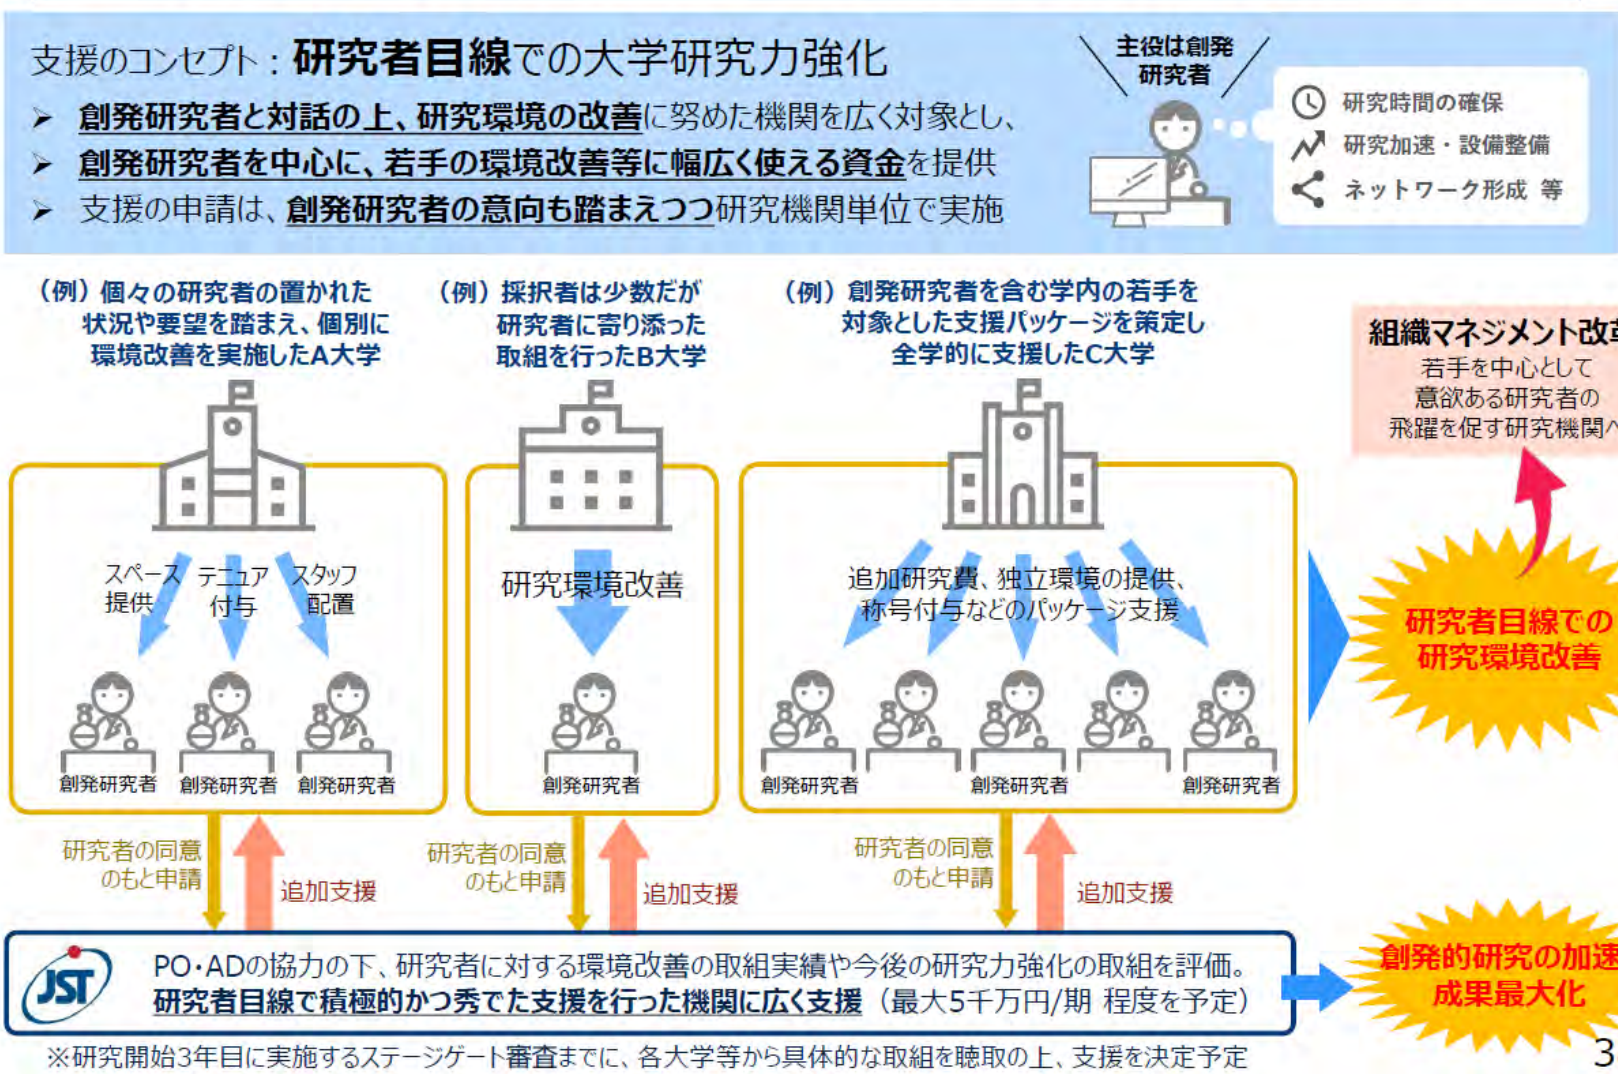 支援のコンセプト：研究者目線での大学研究力強化
➢ 創発研究者と対話の上、研究環境の改善に努めた機関を広く対象とし、
➢ 創発研究者を中心に、若手の環境改善等に幅広く使える資金を提供
➢ 支援の申請は、創発研究者の意向も踏まえつつ研究機関単位で実施
主役は創発
研究者
研究時間の確保
研究加速・設備整備
ネットワーク形成 等
（例）個々の研究者の置かれた
状況や要望を踏まえ、個別に
環境改善を実施したA大学
（例）採択者は少数だが
研究者に寄り添った
取組を行ったB大学
（例）創発研究者を含む学内の若手を
対象とした支援パッケージを策定し
全学的に支援したC大学
組織マネジメント改革
若手を中心として
意欲ある研究者の
飛躍を促す研究機関へ
スペース
提供
テニュア
付与
スタッフ
配置
研究環境改善
追加研究費、独立環境の提供、
称号付与などのパッケージ支援
研究者目線での
研究環境改善
創発研究者
創発研究者
創発研究者
創発研究者
創発研究者
創発研究者
創発研究者
研究者の同意
のもと申請
追加支援
研究者の同意
のもと申請
追加支援
研究者の同意
のもと申請
追加支援
JST
PO・ADの協力の下、研究者に対する環境改善の取組実績や今後の研究力強化の取組を評価。
研究者目線で積極的かつ秀でた支援を行った機関に広く支援（最大5千万円/期 程度を予定）
創発的研究の加速
成果最大化
※研究開始3年目に実施するステージゲート審査までに、各大学等から具体的な取組を聴取の上、支援を決定予定
3